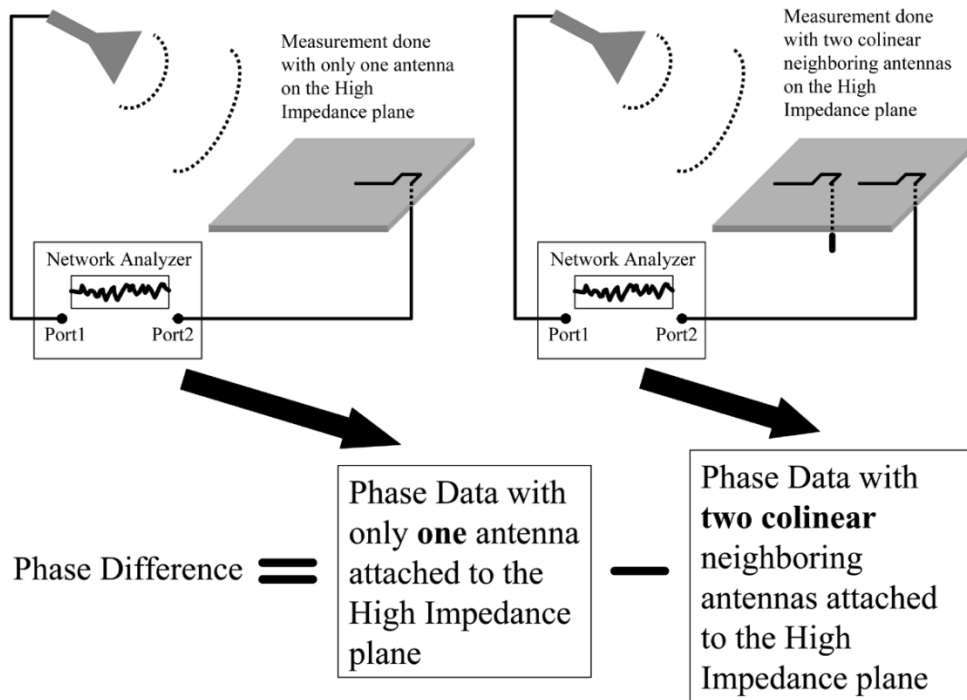 Measurement done
with only one antenna
on the High
Impedance plane
Network Analyzer
Port1
Port2
Measurement done
with two colinear
neighboring antennas
on the High
Impedance plane
Network Analyzer
Port1
Port2
Phase Difference
Phase Data with
only one antenna
attached to the
High Impedance
plane
Phase Data with
two colinear
neighboring
antennas attached
to the High
Impedance plane